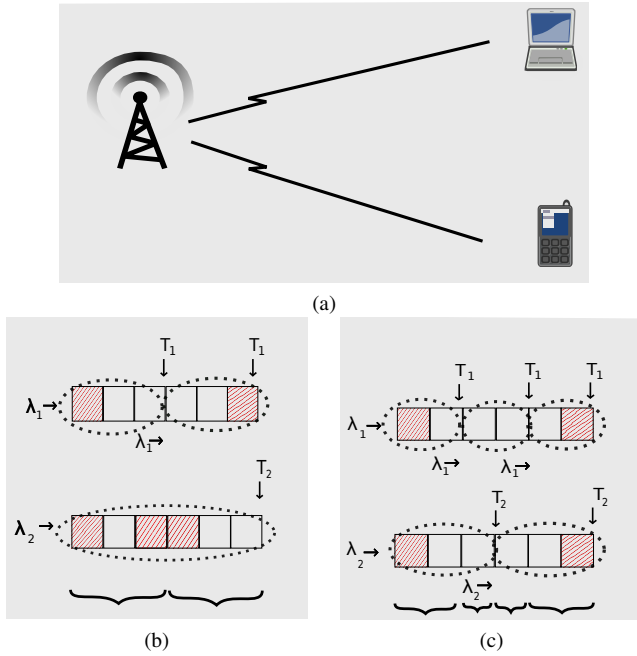 (a)
T₁ T₁
λ₁
λ₁
T₂
λ₂
(b)
T₁ T₁ T₁
λ₁
λ₁ λ₁
T₂ T₂
λ₂
λ₂
(c)